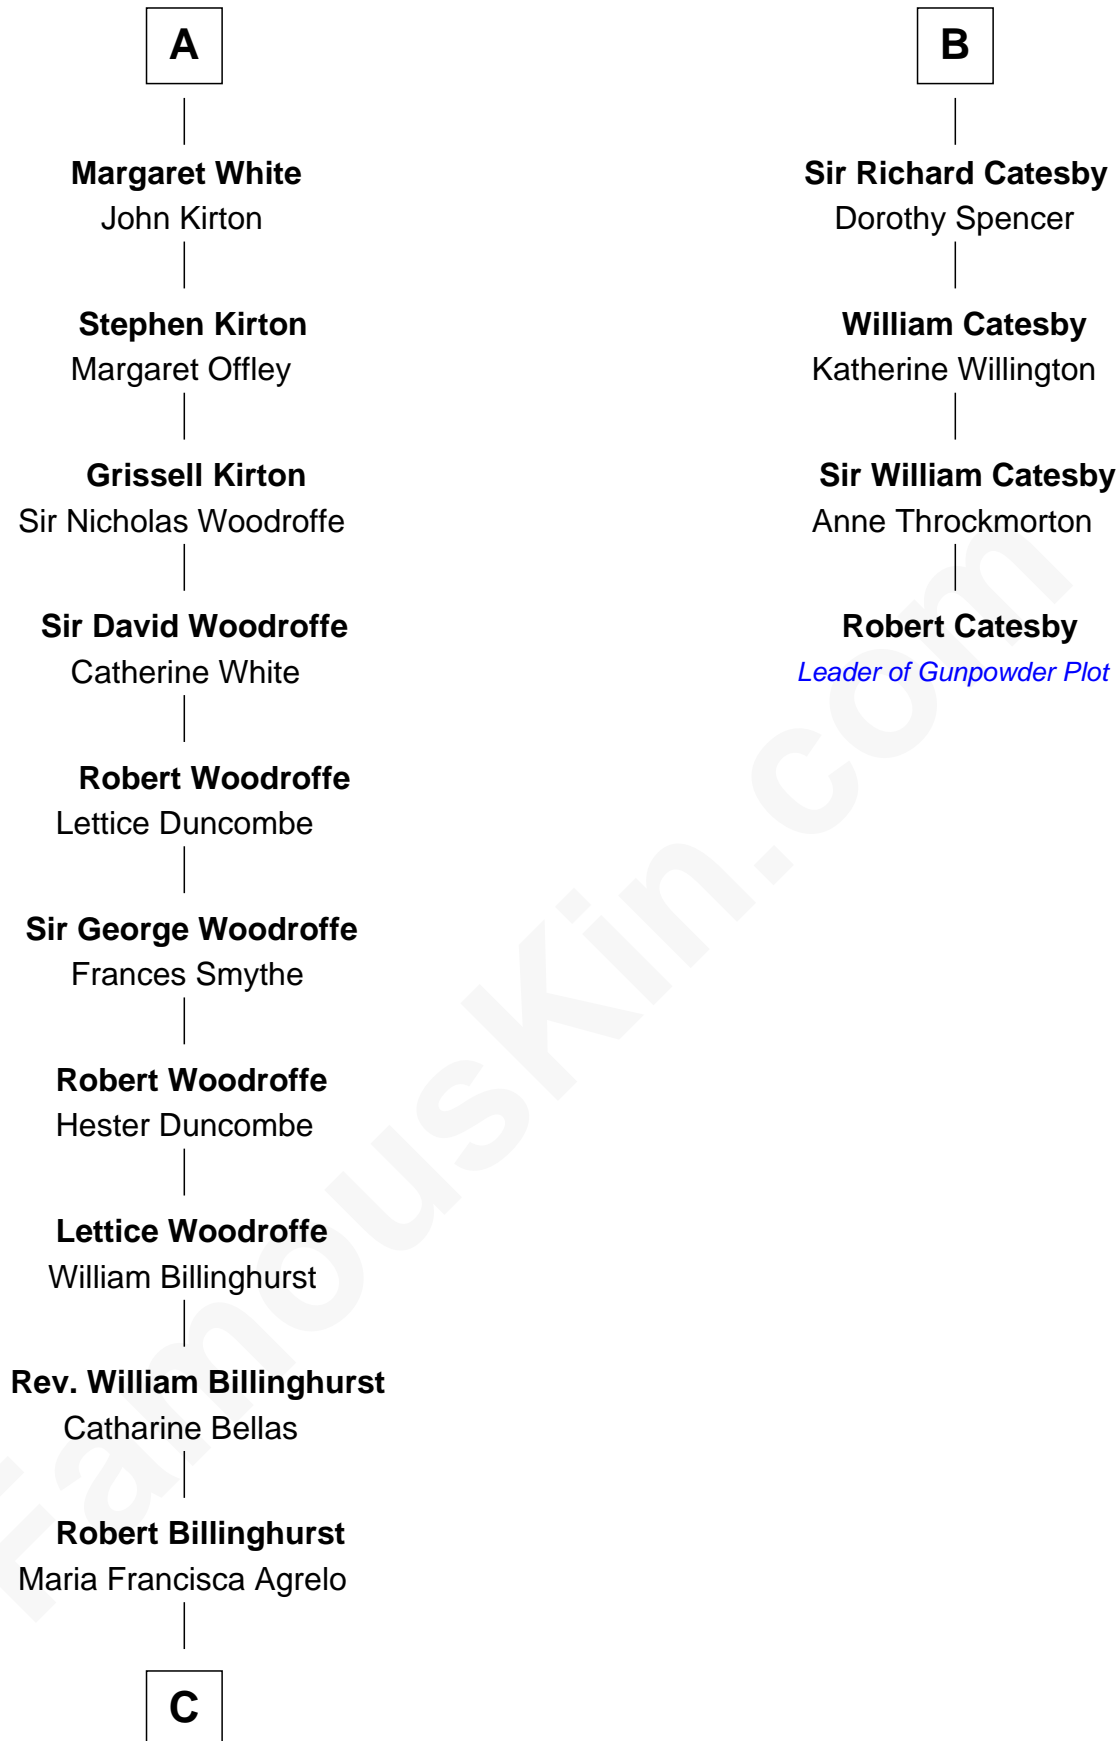 A
Margaret White
John Kirton
Stephen Kirton
Margaret Offley
Grissell Kirton
Sir Nicholas Woodroffe
Sir David Woodroffe
Catherine White
Robert Woodroffe
Lettice Duncombe
Sir George Woodroffe
Frances Smythe
Robert Woodroffe
Hester Duncombe
Lettice Woodroffe
William Billinghurst
Rev. William Billinghurst
Catharine Bellas
Robert Billinghurst
Maria Francisca Agrelo
C
B
Sir Richard Catesby
Dorothy Spencer
William Catesby
Katherine Willington
Sir William Catesby
Anne Throckmorton
Robert Catesby
Leader of Gunpowder Plot
FamousKin.com